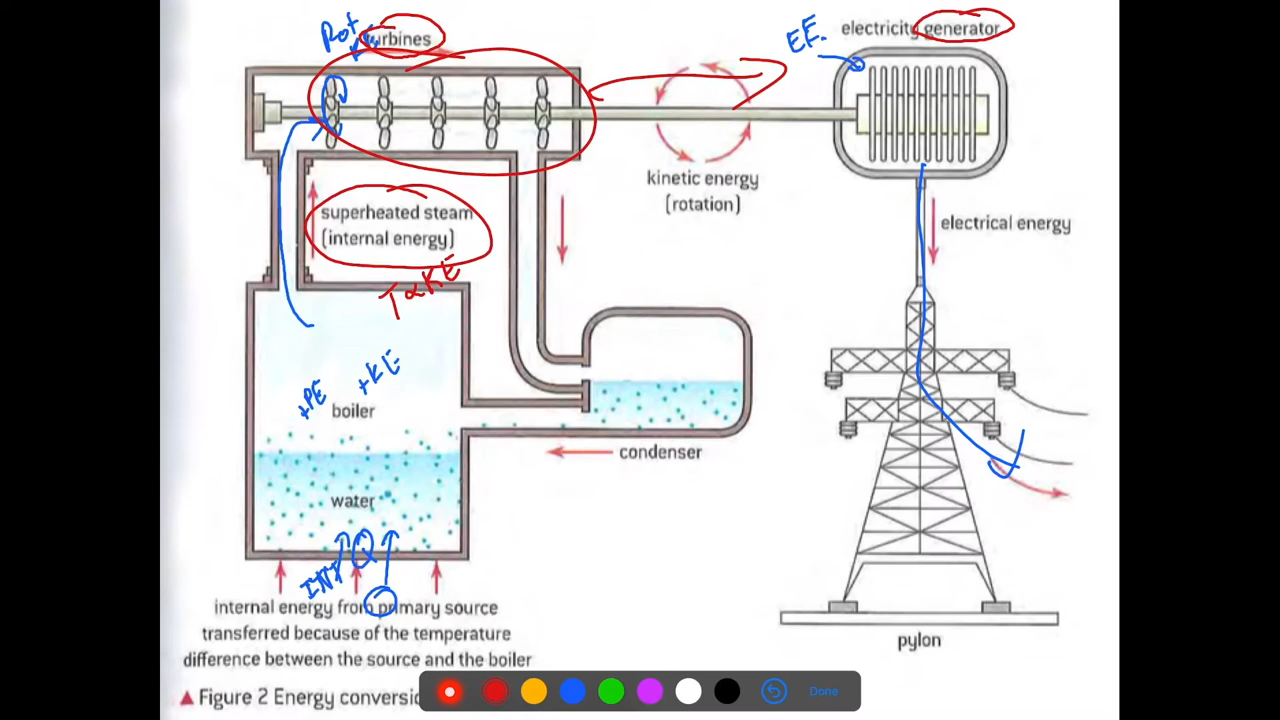 Rot
turbines
KE
EE.
electricity generator
superheated steam
(internal energy)
T∝KE
kinetic energy
(rotation)
electrical energy
+PE
+KE
boiler
condenser
water
INT
Q
internal energy from primary source
transferred because of the temperature
difference between the source and the boiler
pylon
▲ Figure 2 Energy conversio
Done